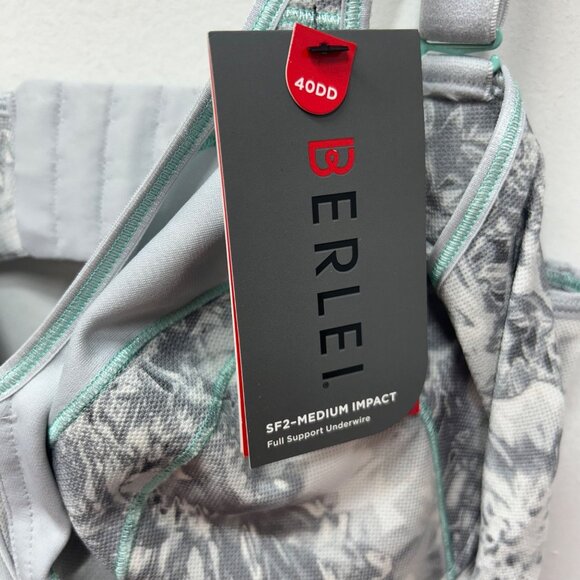 40DD
BERLEI
SF2-MEDIUM IMPACT
Full Support Underwire